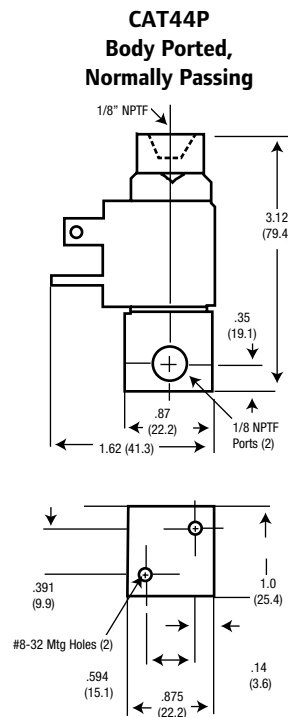 CAT44P
Body Ported,
Normally Passing
1/8” NPTF
3.12
(79.4
.35
(19.1)
.87
(22.2)
1/8 NPTF
Ports (2)
1.62 (41.3)
.391
(9.9)
1.0
(25.4)
#8-32 Mtg Holes (2)
.594
(15.1)
.14
(3.6)
.875
(22.2)